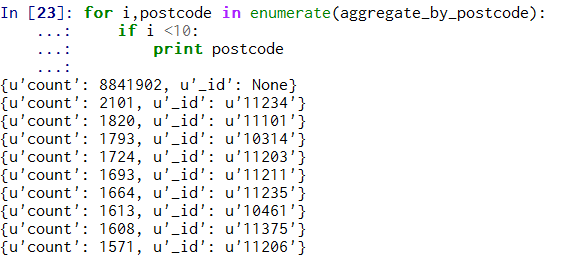 In [23]: for i,postcode in enumerate(aggregate_by_postcode):
   ...:     if i <10:
   ...:         print postcode
   ...:
{u'count': 8841902, u'_id': None}
{u'count': 2101, u'_id': u'11234'}
{u'count': 1820, u'_id': u'11101'}
{u'count': 1793, u'_id': u'10314'}
{u'count': 1724, u'_id': u'11203'}
{u'count': 1693, u'_id': u'11211'}
{u'count': 1664, u'_id': u'11235'}
{u'count': 1613, u'_id': u'10461'}
{u'count': 1608, u'_id': u'11375'}
{u'count': 1571, u'_id': u'11206'}